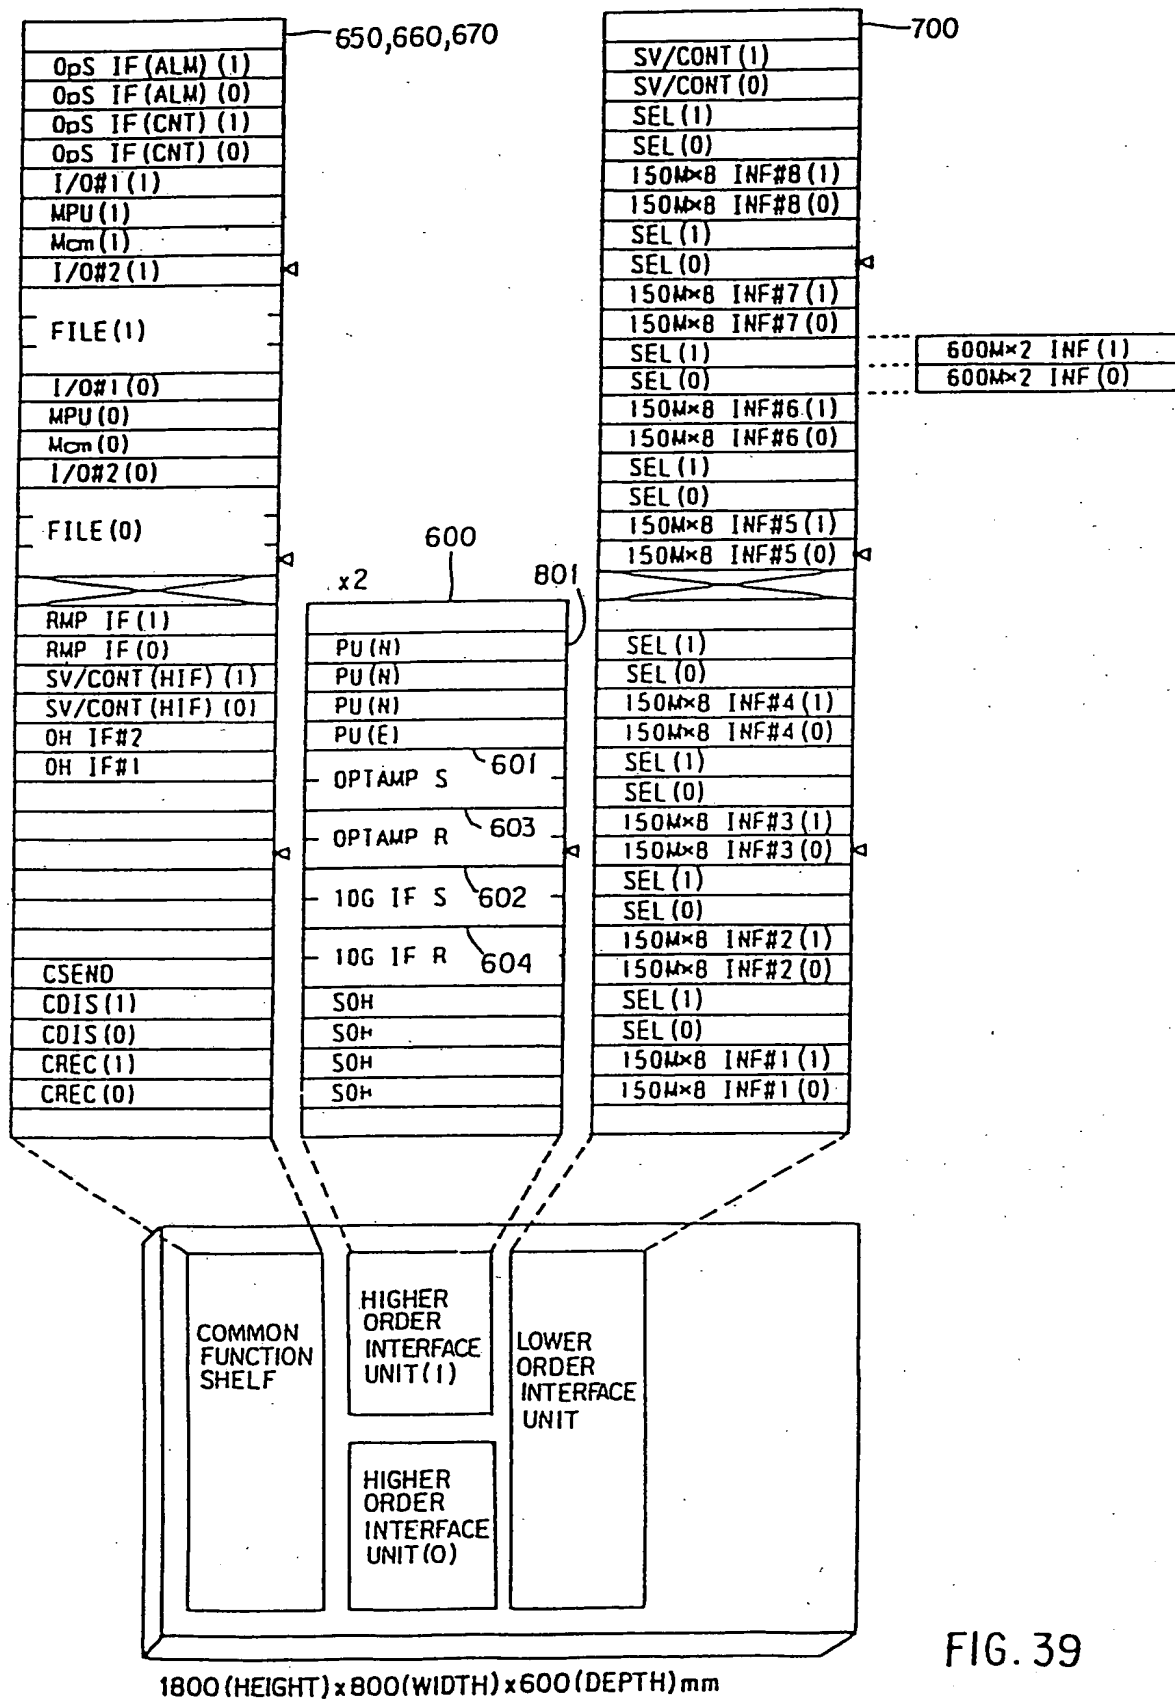 650,660,670
OpS IF(ALM)(1)
OpS IF(ALM)(0)
OpS IF(CNT)(1)
OpS IF(CNT)(0)
I/O#1(1)
MPU(1)
Mcm(1)
I/O#2(1)
FILE(1)
I/O#1(0)
MPU(0)
Mcm(0)
I/O#2(0)
FILE(0)
RMP IF(1)
RMP IF(0)
SV/CONT(HIF)(1)
SV/CONT(HIF)(0)
OH IF#2
OH IF#1
CSEND
CDIS(1)
CDIS(0)
CREC(1)
CREC(0)
x2
600
801
PU(N)
PU(N)
PU(N)
PU(E)
601
OPTAMP S
603
OPTAMP R
602
10G IF S
604
10G IF R
SOH
SOH
SOH
SOH
700
SV/CONT(1)
SV/CONT(0)
SEL(1)
SEL(0)
150M×8 INF#8(1)
150M×8 INF#8(0)
SEL(1)
SEL(0)
150M×8 INF#7(1)
150M×8 INF#7(0)
SEL(1)
SEL(0)
150M×8 INF#6(1)
150M×8 INF#6(0)
SEL(1)
SEL(0)
150M×8 INF#5(1)
150M×8 INF#5(0)
SEL(1)
SEL(0)
150M×8 INF#4(1)
150M×8 INF#4(0)
SEL(1)
SEL(0)
150M×8 INF#3(1)
150M×8 INF#3(0)
SEL(1)
SEL(0)
150M×8 INF#2(1)
150M×8 INF#2(0)
SEL(1)
SEL(0)
150M×8 INF#1(1)
150M×8 INF#1(0)
600M×2 INF(1)
600M×2 INF(0)
COMMON
FUNCTION
SHELF
HIGHER
ORDER
INTERFACE
UNIT(1)
HIGHER
ORDER
INTERFACE
UNIT(0)
LOWER
ORDER
INTERFACE
UNIT
1800(HEIGHT)x800(WIDTH)x600(DEPTH)mm
FIG.39